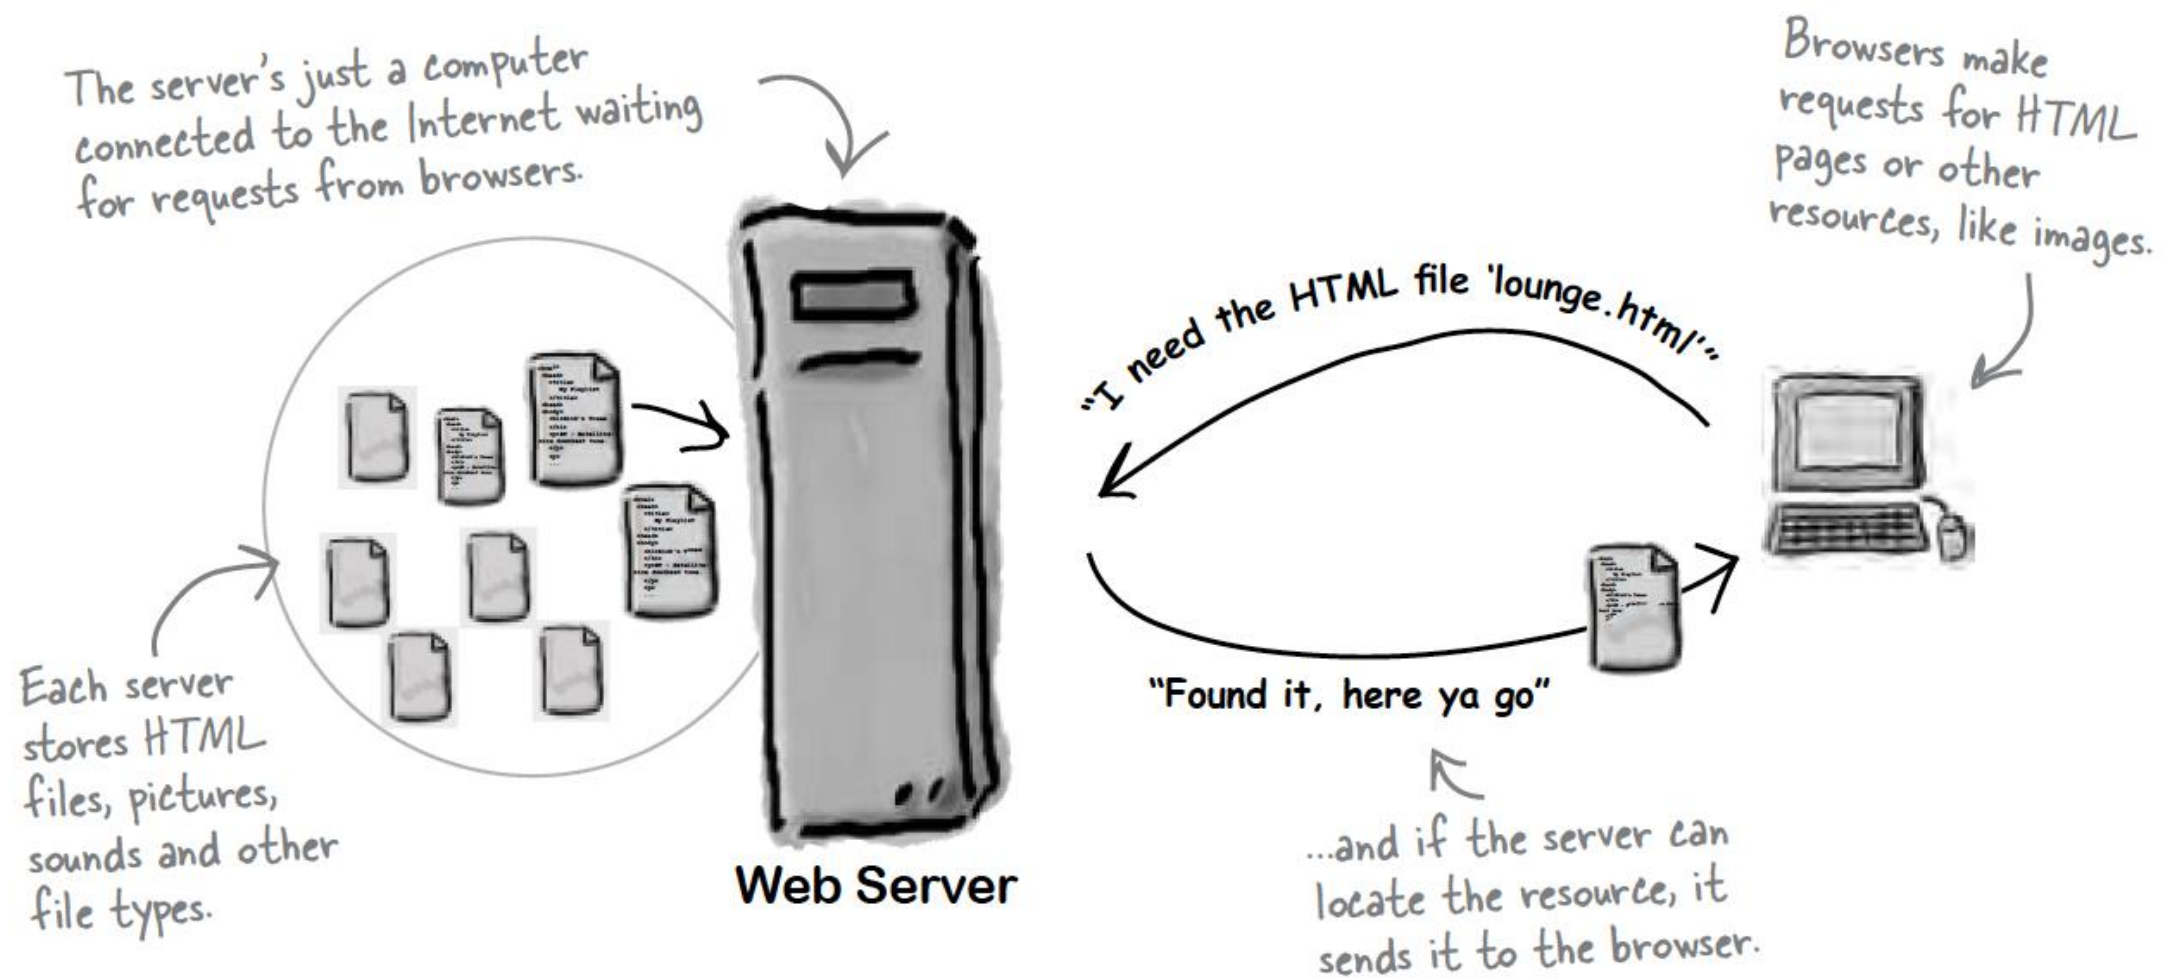 The server's just a computer
connected to the Internet waiting
for requests from browsers.
Browsers make
requests for HTML
pages or other
resources, like images.
“I need the HTML file ‘lounge.html’”
Each server
stores HTML
files, pictures,
sounds and other
file types.
“Found it, here ya go”
Web Server
...and if the server can
locate the resource, it
sends it to the browser.